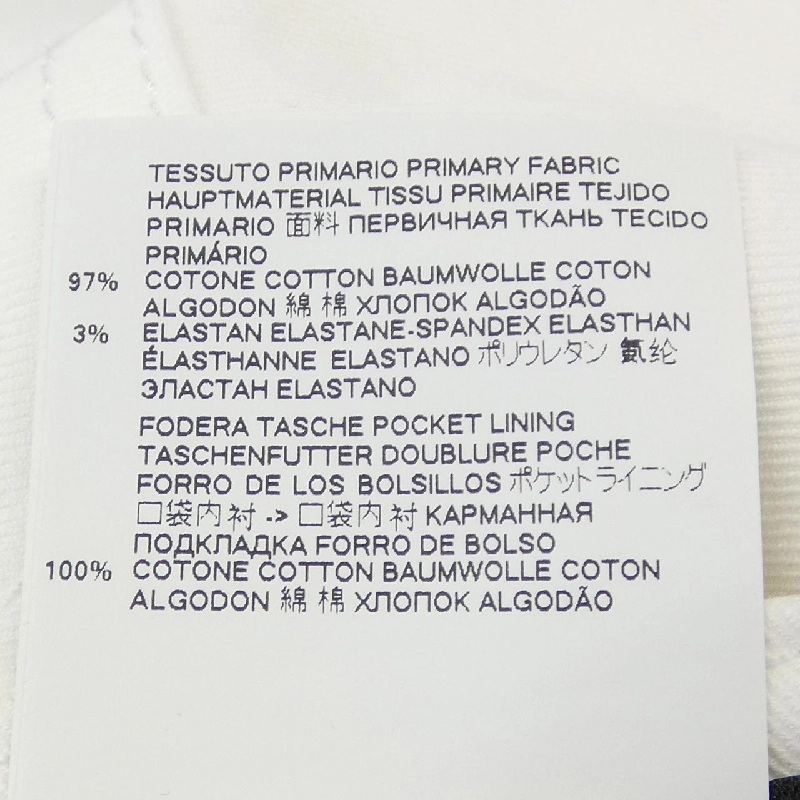 TESSUTO PRIMARIO PRIMARY FABRIC
HAUPTMATERIAL TISSU PRIMAIRE TEJIDO
PRIMARIO 面料 ПЕРВИЧНАЯ ТКАНЬ TECIDO
PRIMÁRIO
97% COTONE COTTON BAUMWOLLE COTON
ALGODON 綿 棉 ХЛОПОК ALGODÃO
3% ELASTAN ELASTANE-SPANDEX ELASTHAN
ÉLASTHANNE ELASTANO ポリウレタン 氨纶
ЭЛАСТАН ELASTANO
FODERA TASCHE POCKET LINING
TASCHENFUTTER DOUBLURE POCHE
FORRO DE LOS BOLSILLOS ポケットライニング
口袋内衬 -> 口袋内衬 КАРМАННАЯ
ПОДКЛАДКА FORRO DE BOLSO
100% COTONE COTTON BAUMWOLLE COTON
ALGODON 綿 棉 ХЛОПОК ALGODÃO